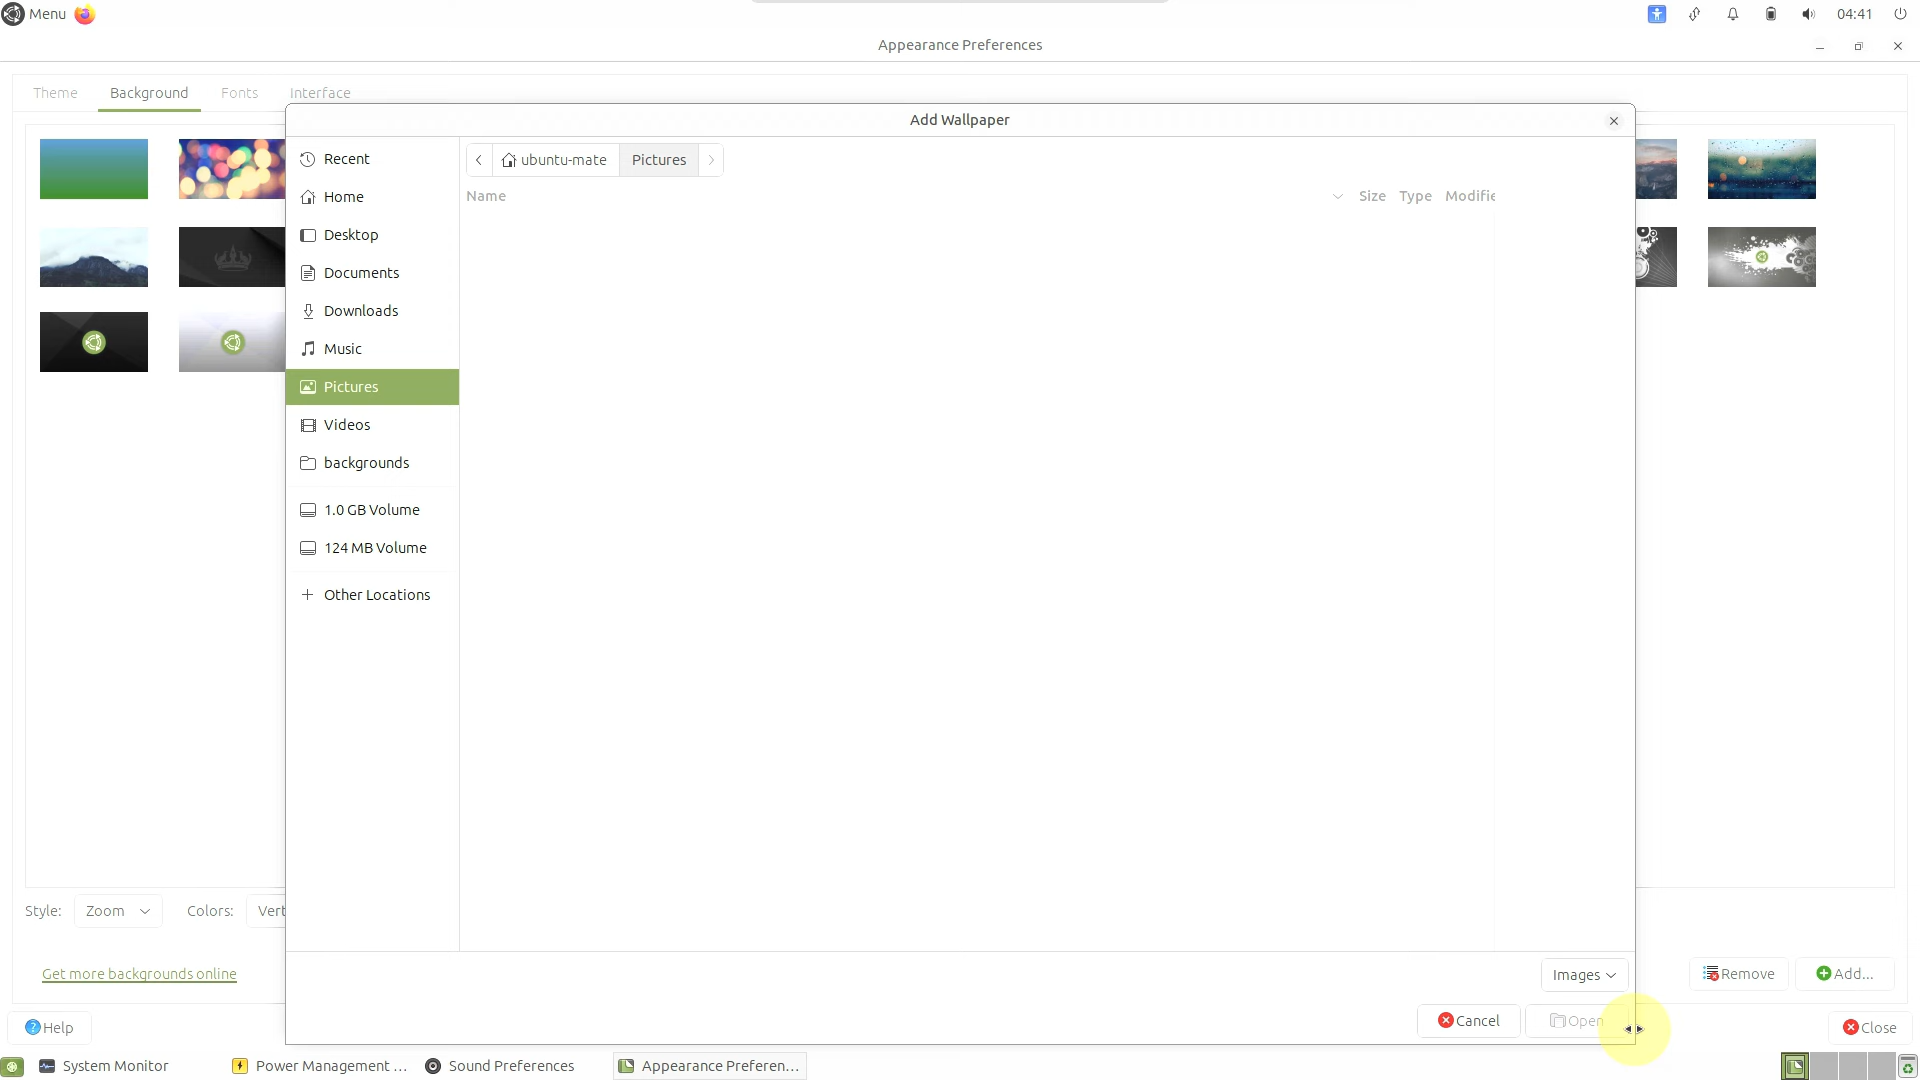 Menu
04:41
Appearance Preferences
Theme
Background
Fonts
Interface
Add Wallpaper
Recent
Home
Desktop
Documents
Downloads
Music
Pictures
Videos
backgrounds
1.0 GB Volume
124 MB Volume
Other Locations
ubuntu-mate
Pictures
Name
Size
Type
Modifie
Style:
Zoom
Colors:
Vert
Get more backgrounds online
Images
Remove
Add...
Cancel
Open
Help
Close
System Monitor
Power Management ...
Sound Preferences
Appearance Preferen...